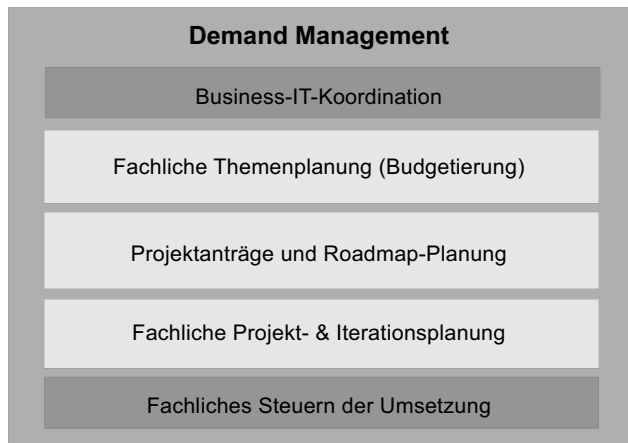 Demand Management
Business-IT-Koordination
Fachliche Themenplanung (Budgetierung)
Projektanträge und Roadmap-Planung
Fachliche Projekt- & Iterationsplanung
Fachliches Steuern der Umsetzung